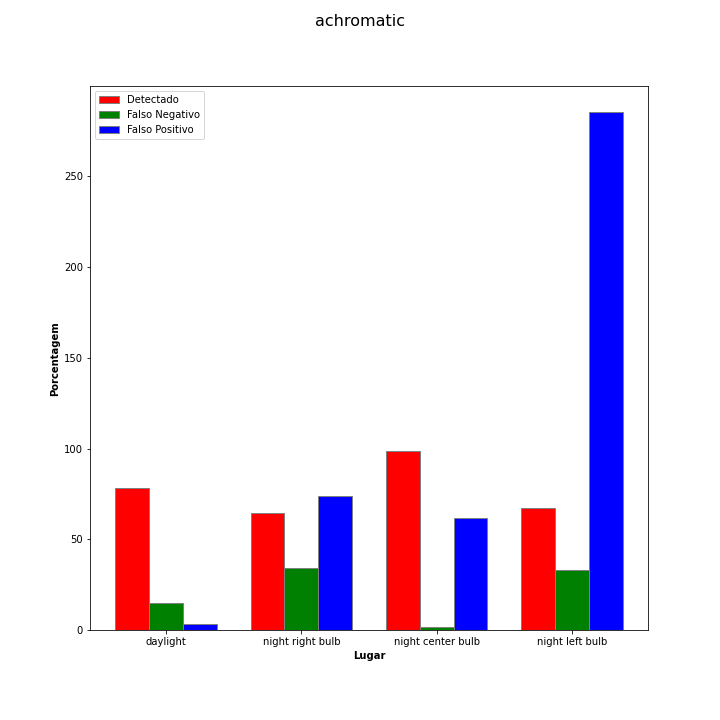 achromatic
Detectado
Falso Negativo
Falso Positivo
Porcentagem
250
200
150
100
50
0
daylight
night right bulb
night center bulb
night left bulb
Lugar